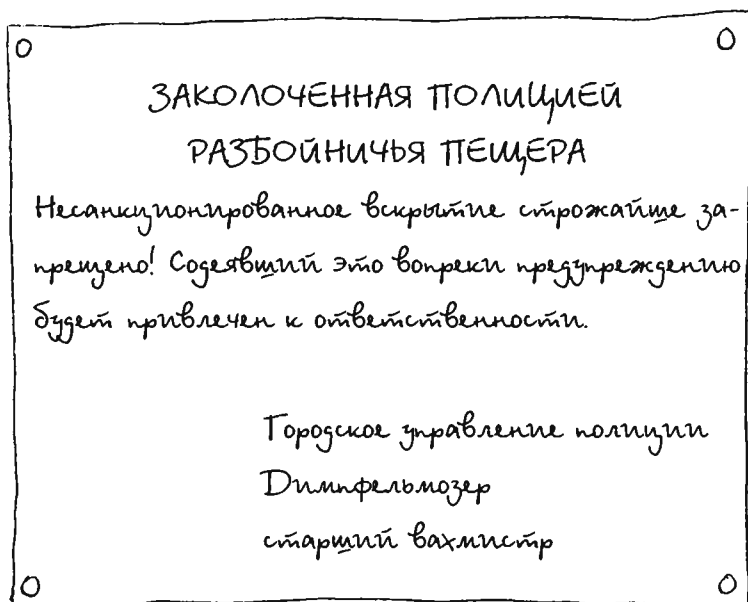 ЗАКОЛОЧЕННАЯ ПОЛИЦИЕЙ
РАЗБОЙНИЧЬЯ ПЕЩЕРА
Несанкционированное вскрытие строжайше за-
прещено! Содеявший это вопреки предупреждению
будет привлечен к ответственности.
Городское управление полиции
Димпфельмозер
старший вахмистр